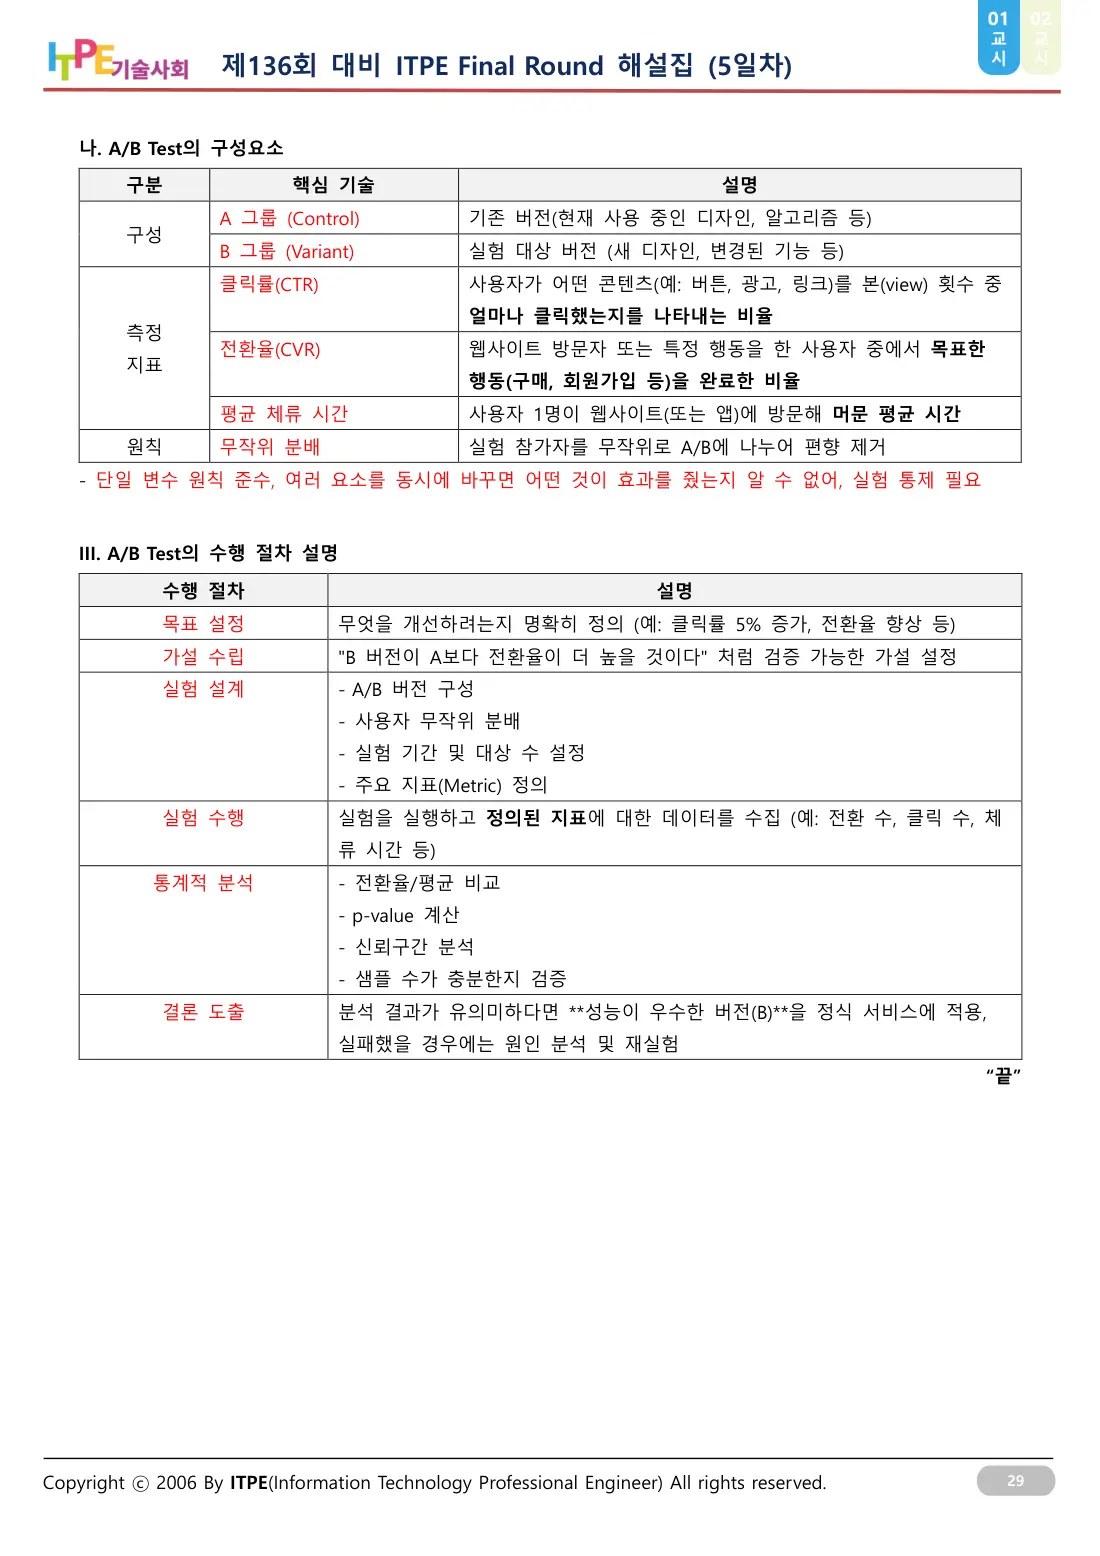 ITPE기술사회 제136회 대비 ITPE Final Round 해설집 (5일차)
01 교시
02 교시
나. A/B Test의 구성요소
구분 핵심 기술 설명
구성 A 그룹 (Control) 기존 버전(현재 사용 중인 디자인, 알고리즘 등)
B 그룹 (Variant) 실험 대상 버전 (새 디자인, 변경된 기능 등)
측정 지표 클릭률(CTR) 사용자가 어떤 콘텐츠(예: 버튼, 광고, 링크)를 본(view) 횟수 중
얼마나 클릭했는지를 나타내는 비율
전환율(CVR) 웹사이트 방문자 또는 특정 행동을 한 사용자 중에서 목표한
행동(구매, 회원가입 등)을 완료한 비율
평균 체류 시간 사용자 1명이 웹사이트(또는 앱)에 방문해 머문 평균 시간
원칙 무작위 분배 실험 참가자를 무작위로 A/B에 나누어 편향 제거
- 단일 변수 원칙 준수, 여러 요소를 동시에 바꾸면 어떤 것이 효과를 줬는지 알 수 없어, 실험 통제 필요
III. A/B Test의 수행 절차 설명
수행 절차 설명
목표 설정 무엇을 개선하려는지 명확히 정의 (예: 클릭률 5% 증가, 전환율 향상 등)
가설 수립 "B 버전이 A보다 전환율이 더 높을 것이다" 처럼 검증 가능한 가설 설정
실험 설계 - A/B 버전 구성
- 사용자 무작위 분배
- 실험 기간 및 대상 수 설정
- 주요 지표(Metric) 정의
실험 수행 실험을 실행하고 정의된 지표에 대한 데이터를 수집 (예: 전환 수, 클릭 수, 체
류 시간 등)
통계적 분석 - 전환율/평균 비교
- p-value 계산
- 신뢰구간 분석
- 샘플 수가 충분한지 검증
결론 도출 분석 결과가 유의미하다면 **성능이 우수한 버전(B)**을 정식 서비스에 적용,
실패했을 경우에는 원인 분석 및 재실험
“끝”
Copyright ⓒ 2006 By ITPE(Information Technology Professional Engineer) All rights reserved.
29